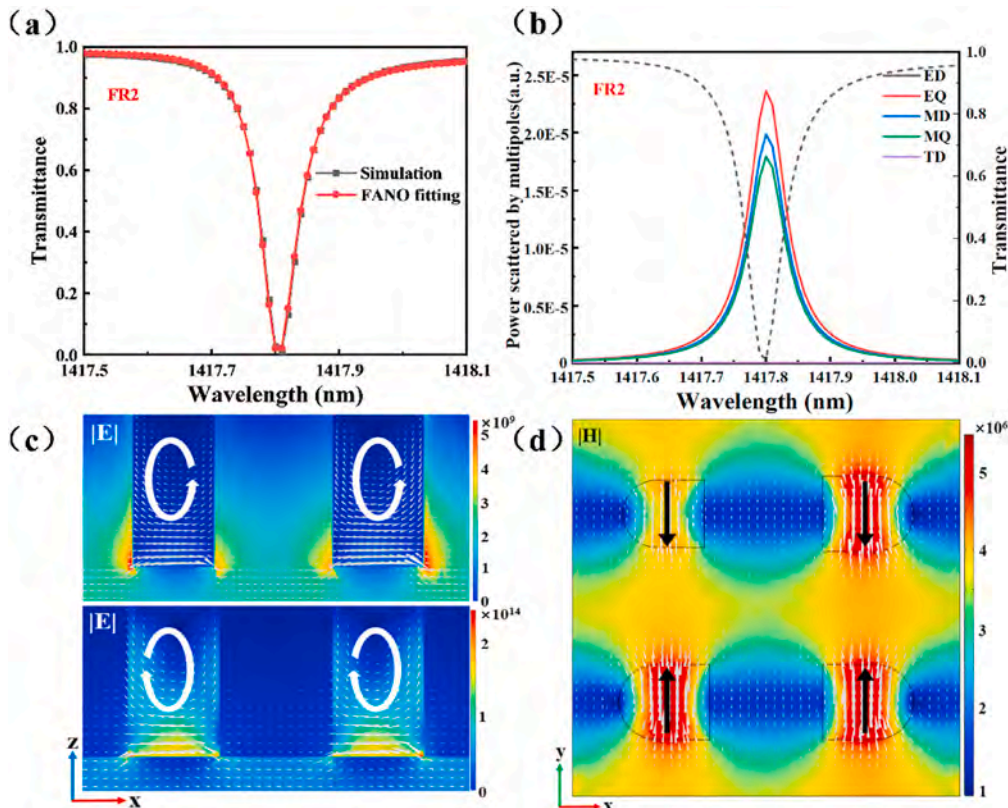 (a)
1.0
0.8
0.6
0.4
0.2
0.0
Transmittance
FR2
Simulation
FANO fitting
1417.5
1417.7
1417.9
1418.1
Wavelength (nm)
(b)
2.5E-5
2.0E-5
1.5E-5
1.0E-5
0.5E-5
0
Power scattered by multipoles(a.u.)
FR2
ED
EQ
MD
MQ
TD
1.0
0.8
0.6
0.4
0.2
0.0
Transmittance
1417.5
1417.6
1417.7
1417.8
1417.9
1418.0
1418.1
Wavelength (nm)
(c)
|E|
×10⁹
5
4
3
2
1
0
|E|
×10¹⁴
2
1
0
z
x
(d)
|H|
×10⁶
5
4
3
2
1
y
x